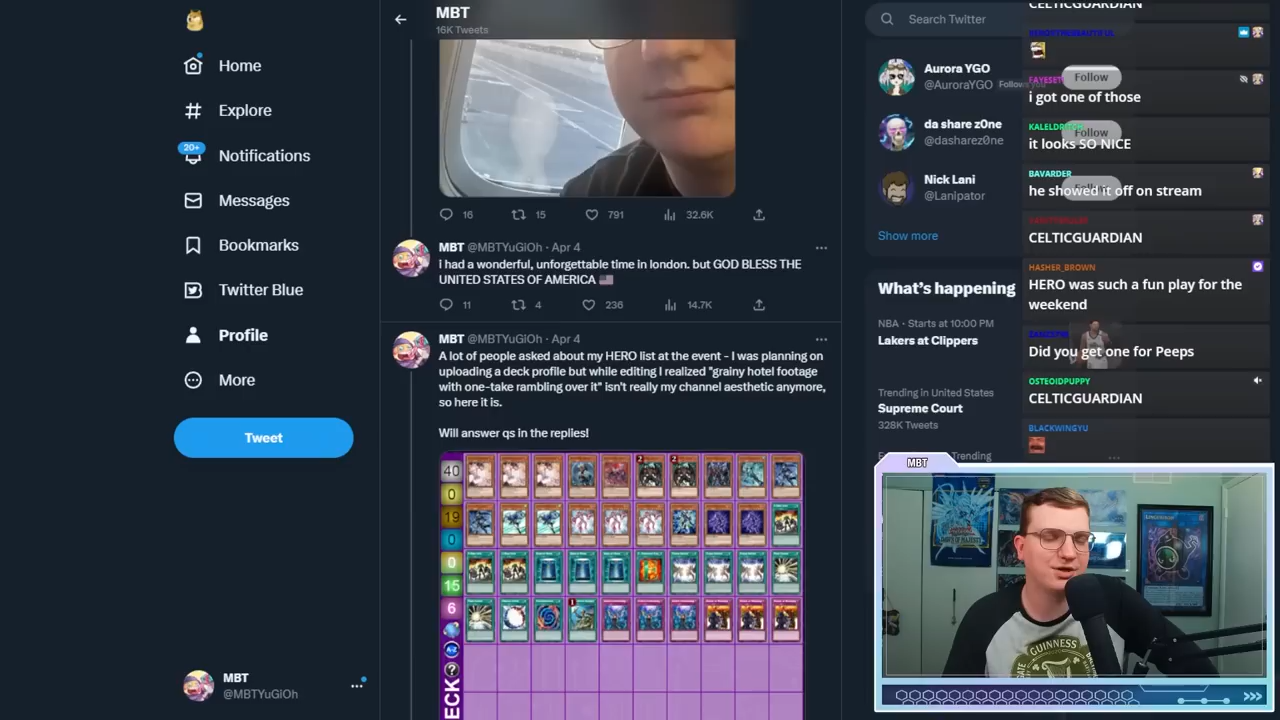 MBT
16K Tweets
Home
Explore
20+
Notifications
Messages
Bookmarks
Twitter Blue
Profile
More
Tweet
MBT
@MBTYuGiOh
16 15 791 32.6K
MBT @MBTYuGiOh · Apr 4
i had a wonderful, unforgettable time in london. but GOD BLESS THE
UNITED STATES OF AMERICA
11 4 236 14.7K
MBT @MBTYuGiOh · Apr 4
A lot of people asked about my HERO list at the event - I was planning on
uploading a deck profile but while editing I realized "grainy hotel footage
with one-take rambling over it" isn't really my channel aesthetic anymore,
so here it is.
Will answer qs in the replies!
40
0
19
0
0
15
6
A-Z
?
ECK
2
2
1
Search Twitter
Aurora YGO
@AuroraYGO
Follow
da share z0ne
@dasharez0ne
Follow
Nick Lani
@Lanipator
Show more
What's happening
NBA · Starts at 10:00 PM
Lakers at Clippers
Trending in United States
Supreme Court
328K Tweets
Trending
CELTICGUARDIAN
i got one of those
it looks SO NICE
BAVARDER
he showed it off on stream
CELTICGUARDIAN
HASHER_BROWN
HERO was such a fun play for the
weekend
Did you get one for Peeps
OSTEOIDPUPPY
CELTICGUARDIAN
BLACKWINGYU
MBT
GUINNESS